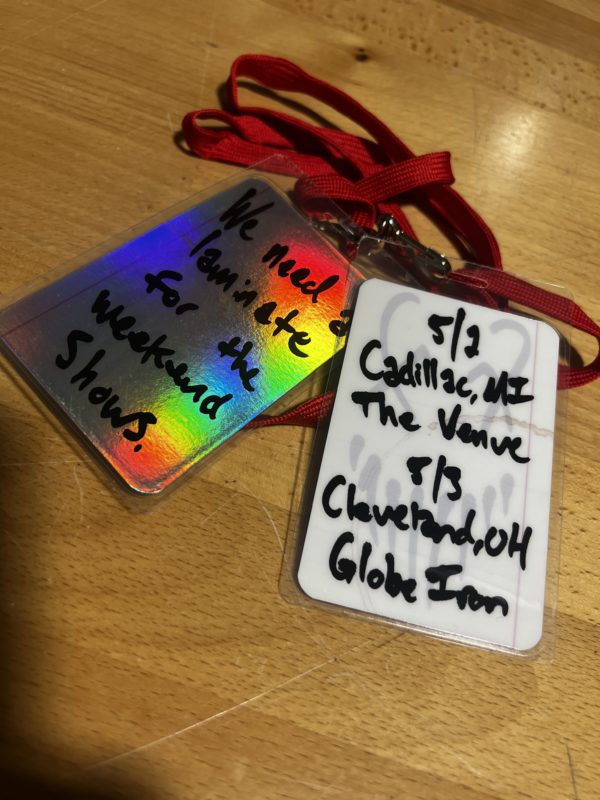 We need a
laminate
for the
weekend
Shows.
5/2
Cadillac, MI
The Venue
5/3
Cleveland, OH
Globe Iron